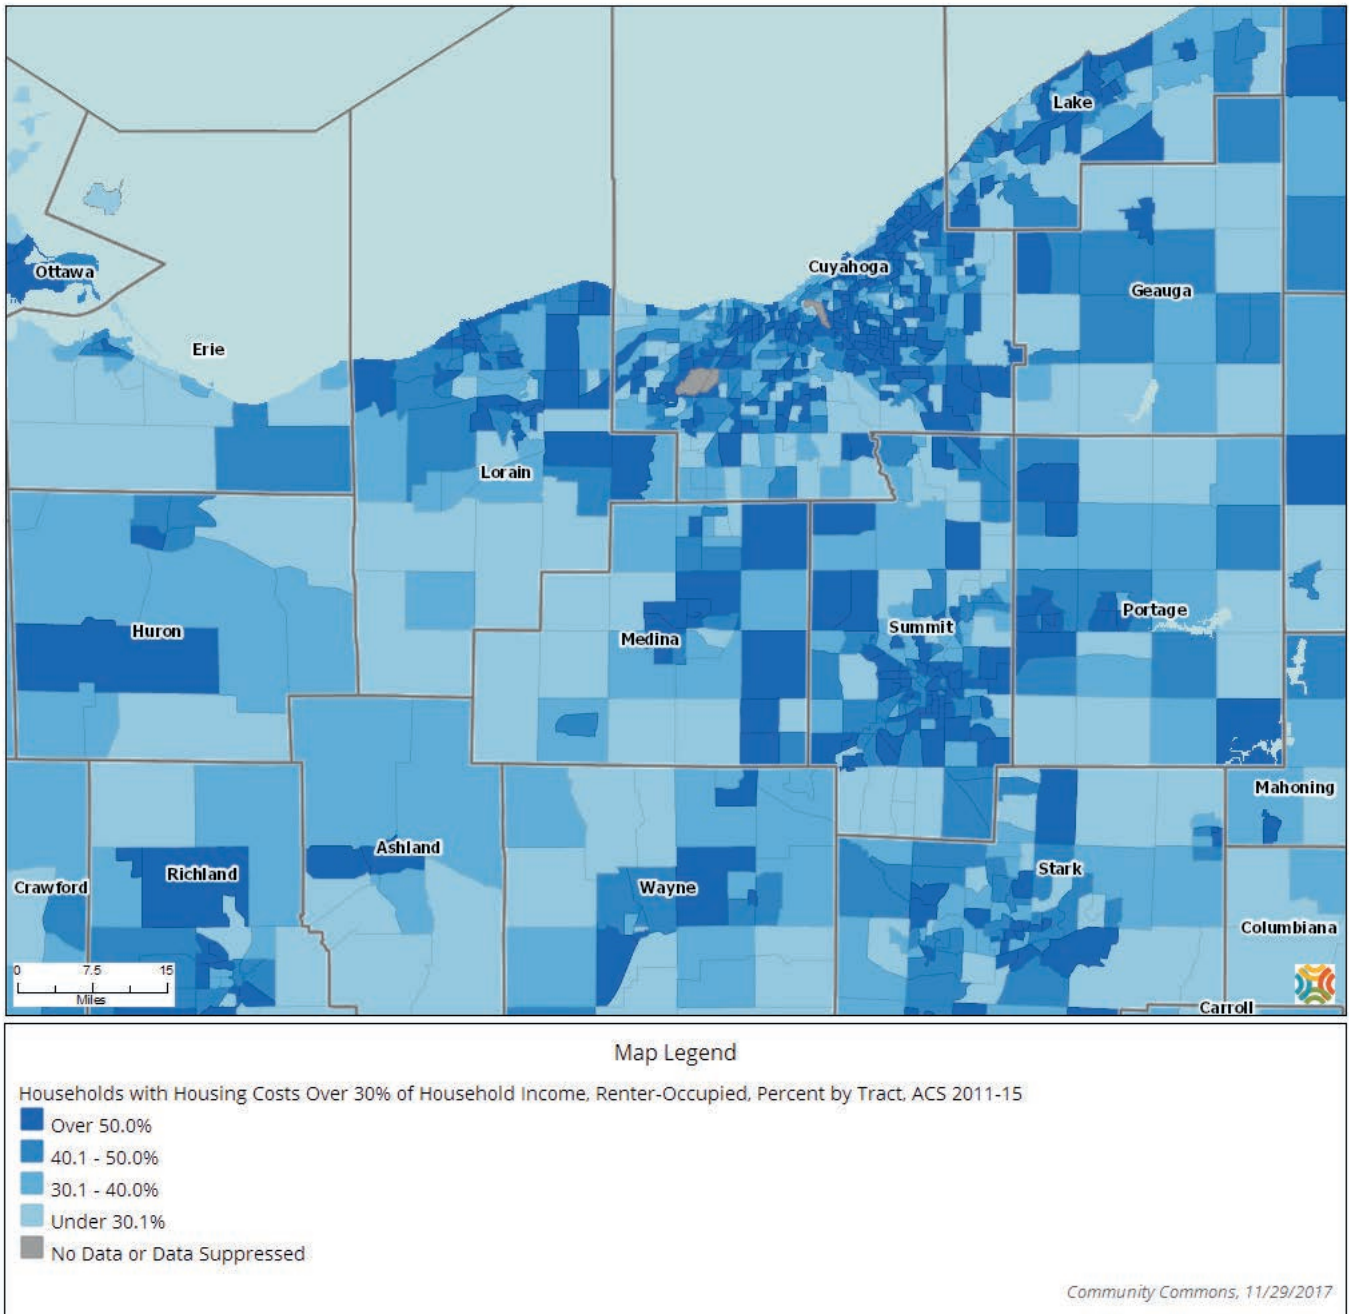 Lake
Ottawa
Cuyahoga
Geauga
Erie
Lorain
Portage
Huron
Summit
Medina
Mahoning
Ashland
Stark
Richland
Crawford
Wayne
Columbiana
0 7.5 15
Miles
Carroll
Map Legend
Households with Housing Costs Over 30% of Household Income, Renter-Occupied, Percent by Tract, ACS 2011-15
Over 50.0%
40.1 - 50.0%
30.1 - 40.0%
Under 30.1%
No Data or Data Suppressed
Community Commons, 11/29/2017